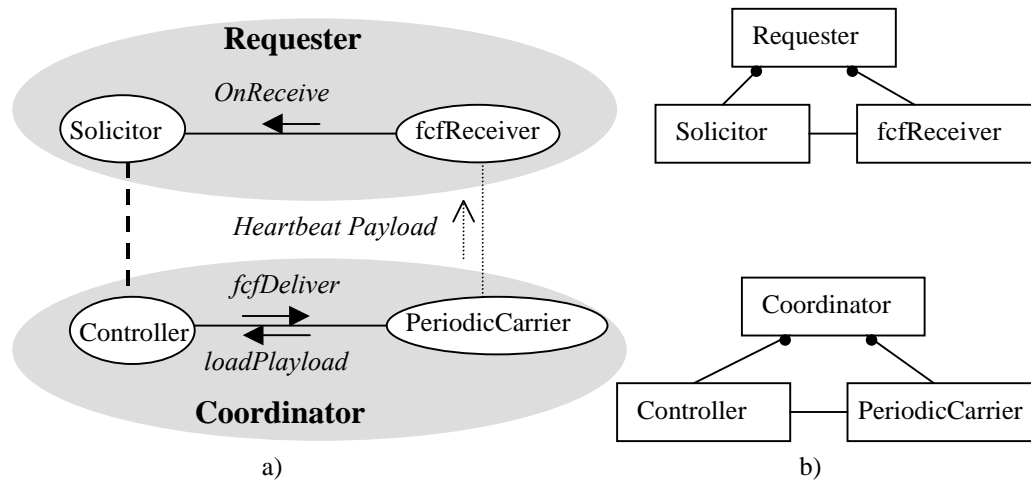 Requester
OnReceive
Solicitor
fcfReceiver
Heartbeat Payload
fcfDeliver
Controller
PeriodicCarrier
loadPlayload
Coordinator
a)
Requester
Solicitor
fcfReceiver
Coordinator
Controller
PeriodicCarrier
b)